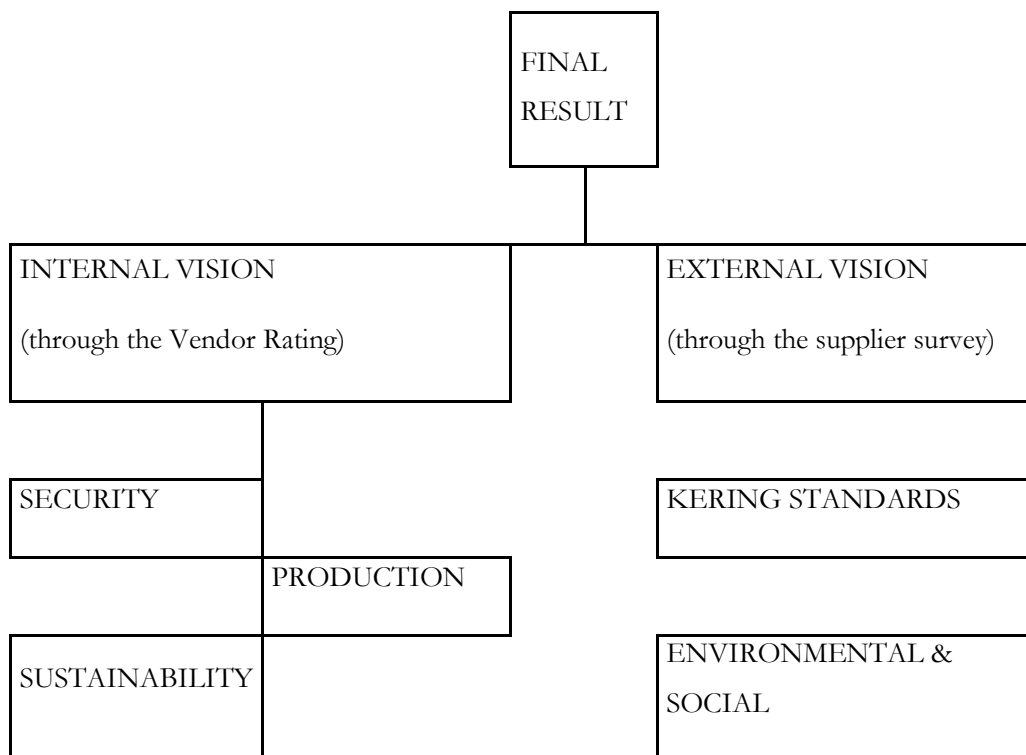 FINAL
RESULT
INTERNAL VISION
(through the Vendor Rating)
EXTERNAL VISION
(through the supplier survey)
SECURITY
KERING STANDARDS
PRODUCTION
SUSTAINABILITY
ENVIRONMENTAL &
SOCIAL